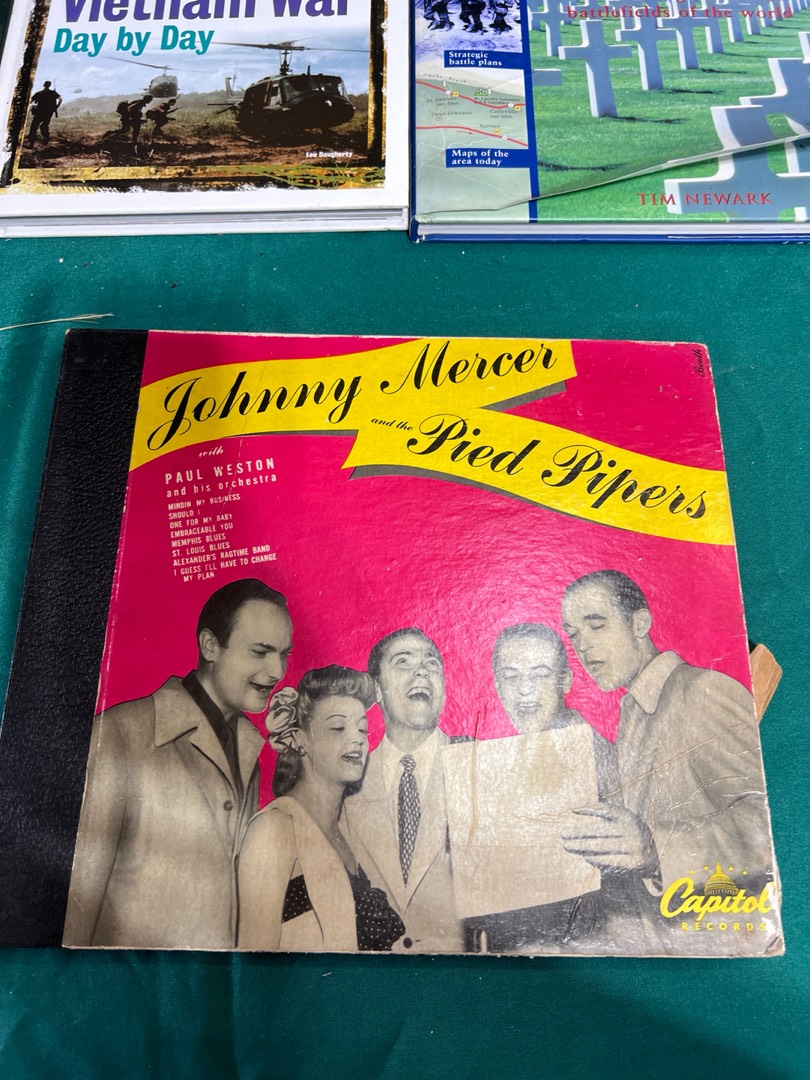 Vietnam War
Day by Day
Lee Daugherty
battlefields of the world
Strategic
battle plans
Maps of the
area today
TIM NEWARK
Johnny Mercer
and the Pied Pipers
with
PAUL WESTON
and his orchestra
MINDIN MY BUSINESS
SHOULD I
ONE FOR MY BABY
EMBRACEABLE YOU
MEMPHIS BLUES
ST. LOUIS BLUES
ALEXANDER'S RAGTIME BAND
I GUESS I'LL HAVE TO CHANGE
MY PLAN
Capitol
RECORDS